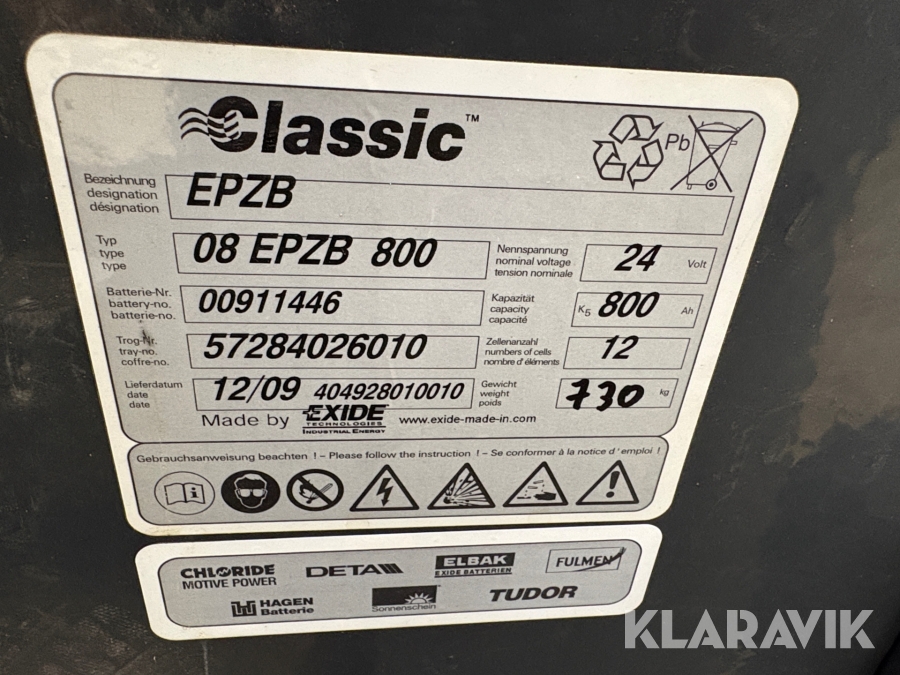 Classic™
Pb
Bezeichnung
designation
désignation
EPZB
Typ
type
type
08 EPZB 800
Nennspannung
nominal voltage
tension nominale
24 Volt
Batterie-Nr.
battery-no.
batterie-no.
00911446
Kapazität
capacity
capacité
K5 800 Ah
Trog-Nr.
tray-no.
coffre-no.
57284026010
Zellenanzahl
numbers of cells
nombre d'éléments
12
Lieferdatum
date
date
12/09 404928010010
Gewicht
weight
poids
730 kg
Made by EXIDE
TECHNOLOGIES
INDUSTRIAL ENERGY
www.exide-made-in.com
Gebrauchsanweisung beachten ! – Please follow the instruction ! – Se conformer à la notice d'emploi !
CHLORIDE
MOTIVE POWER
DETA
ELBAK
EXIDE BATTERIEN
FULMEN
HAGEN
Batterie
Sonnenschein
TUDOR
KLARAVIK